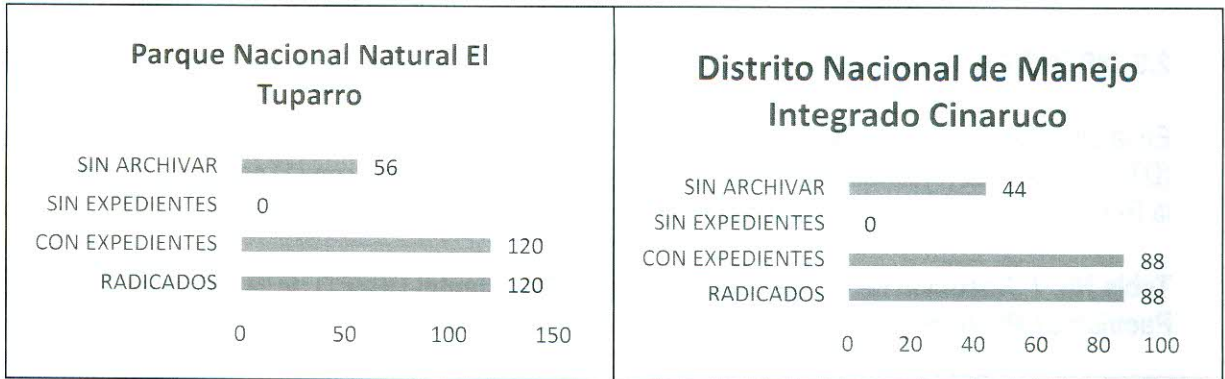 Parque Nacional Natural El
Tuparro
SIN ARCHIVAR 56
SIN EXPEDIENTES 0
CON EXPEDIENTES 120
RADICADOS 120
0 50 100 150
Distrito Nacional de Manejo
Integrado Cinaruco
SIN ARCHIVAR 44
SIN EXPEDIENTES 0
CON EXPEDIENTES 88
RADICADOS 88
0 20 40 60 80 100